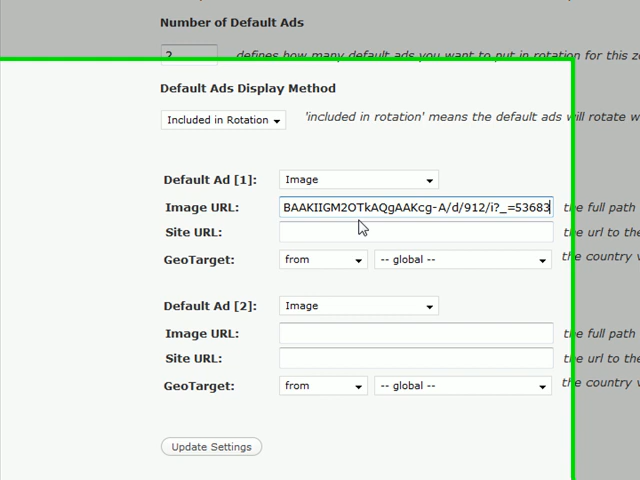 Number of Default Ads
2 defines how many default ads you want to put in rotation for this
Default Ads Display Method
Included in Rotation 'included in rotation' means the default ads will rotate
Default Ad [1]: Image
Image URL: BAAKIIGM2OTkAQgAAKcg-A/d/912/i?_=53683 the full path
Site URL: the url to the
GeoTarget: from -- global -- the country
Default Ad [2]: Image
Image URL: the full path
Site URL: the url to the
GeoTarget: from -- global -- the country
Update Settings